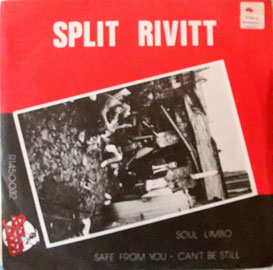 SPLIT RIVITT
SOUL LIMBO
SAFE FROM YOU - CAN'T BE STILL